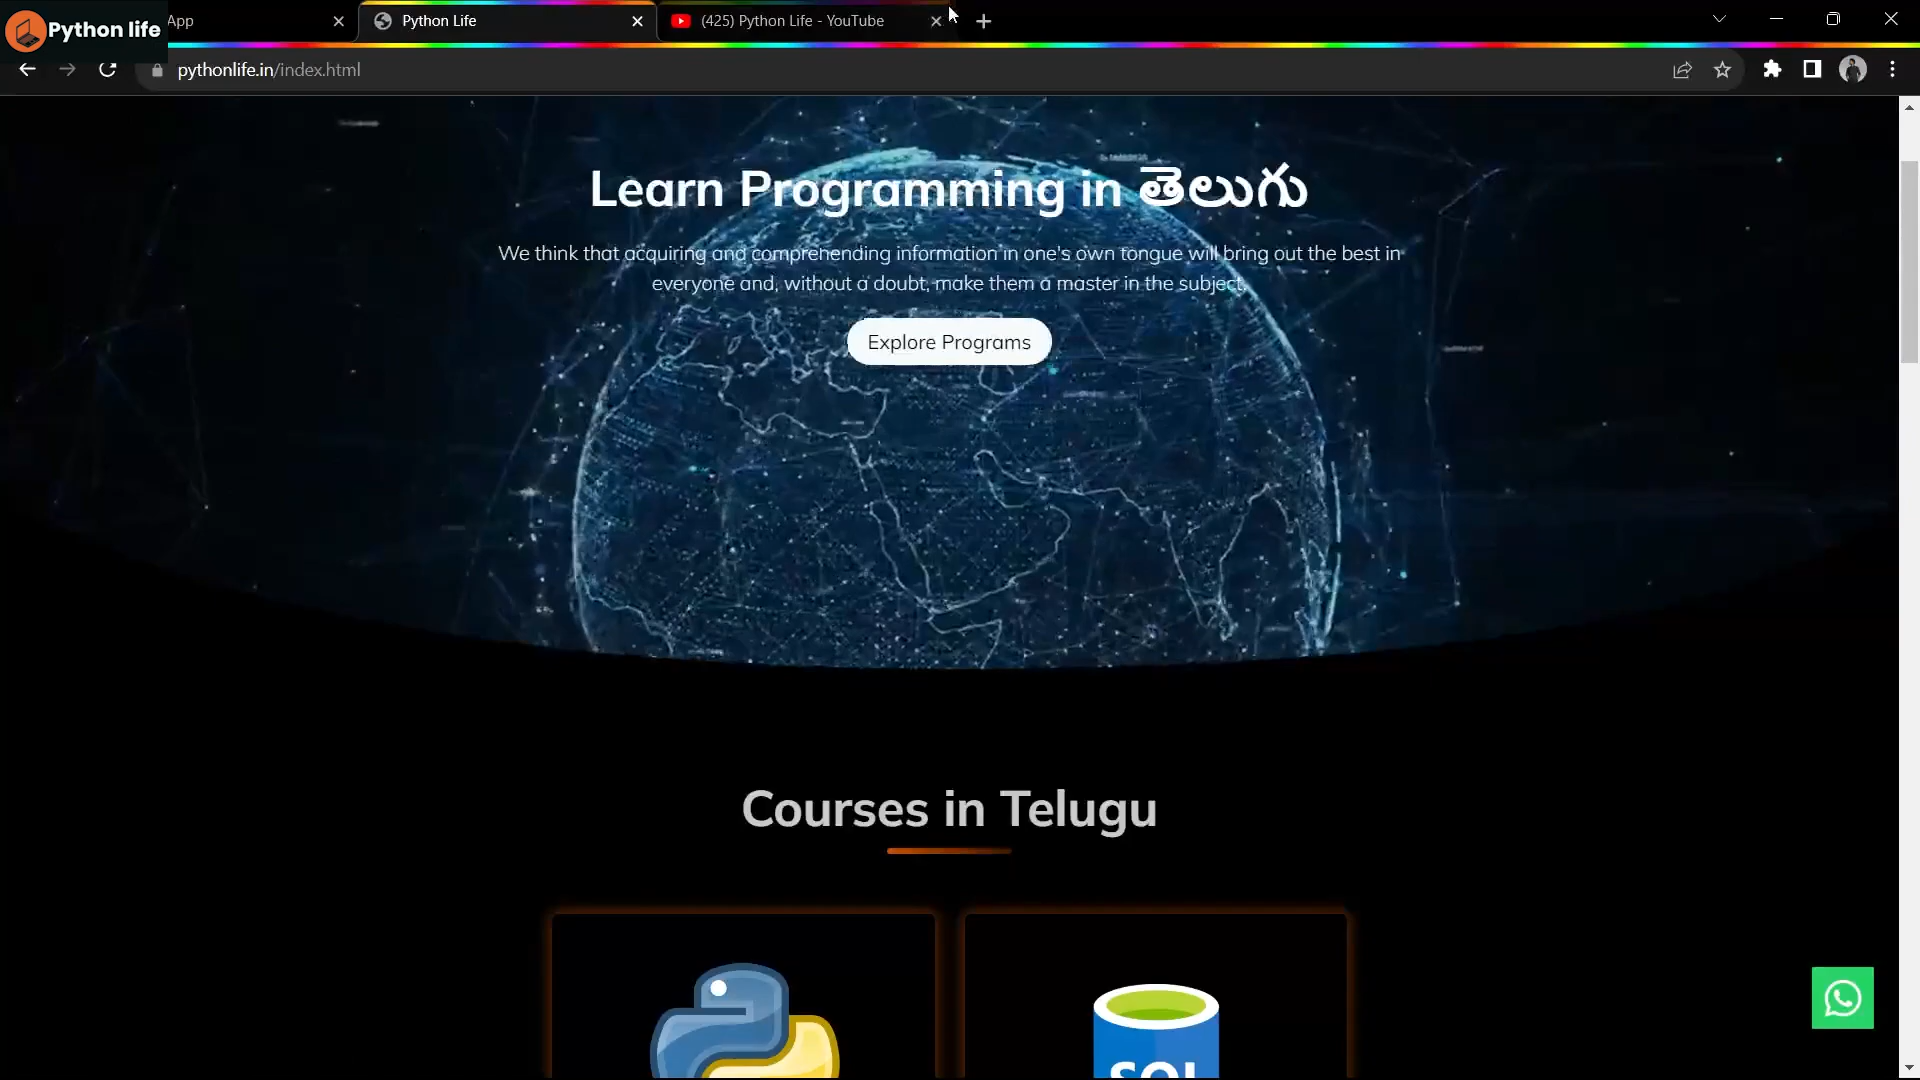 Python life
App
Python Life
(425) Python Life - YouTube
pythonlife.in/index.html
Learn Programming in తెలుగు
We think that acquiring and comprehending information in one's own tongue will bring out the best in
everyone and, without a doubt, make them a master in the subject.
Explore Programs
Courses in Telugu
SQL